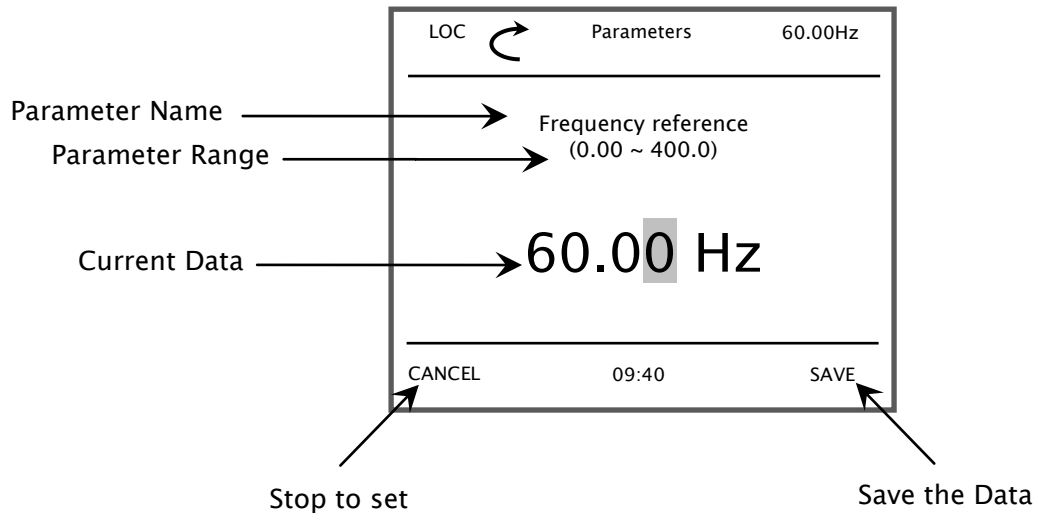 LOC Parameters 60.00Hz
Parameter Name
Frequency reference
Parameter Range
(0.00 ~ 400.0)
Current Data
60.00 Hz
CANCEL 09:40 SAVE
Stop to set
Save the Data